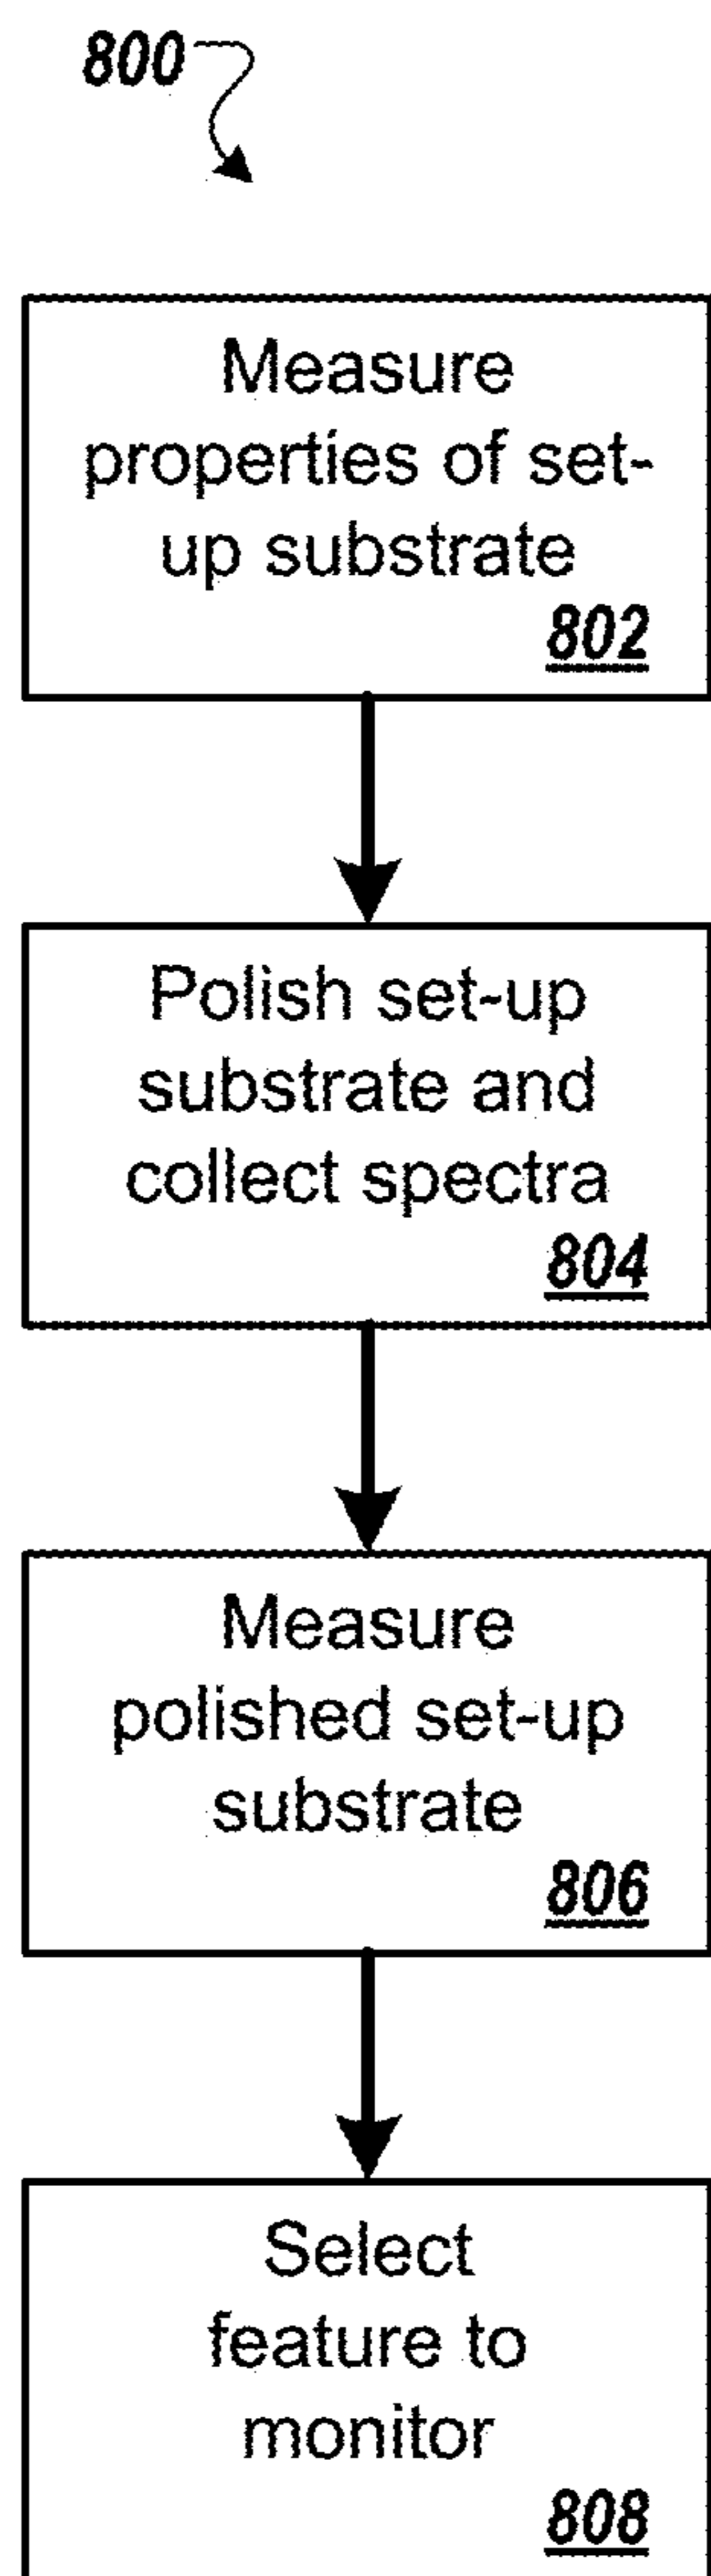 800
Measure
properties of set-
up substrate
802
Polish set-up
substrate and
collect spectra
804
Measure
polished set-up
substrate
806
Select
feature to
monitor
808